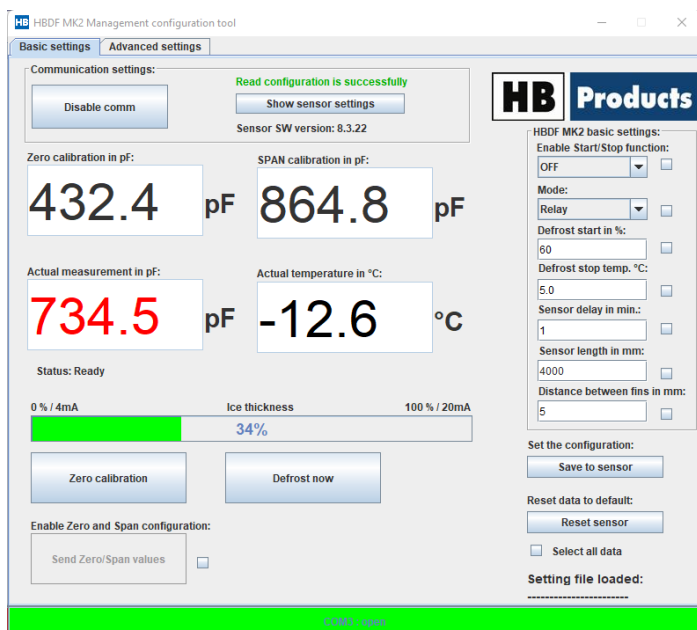 HB HBDF MK2 Management configuration tool
Basic settings Advanced settings
Communication settings:
Read configuration is successfully
Disable comm
Show sensor settings
Sensor SW version: 8.3.22
HB Products
Zero calibration in pF:
SPAN calibration in pF:
432.4 pF
864.8 pF
Actual measurement in pF:
Actual temperature in °C:
734.5 pF
-12.6 °C
Status: Ready
0 % / 4mA Ice thickness 100 % / 20mA
34%
Zero calibration
Defrost now
Enable Zero and Span configuration:
Send Zero/Span values
HBDF MK2 basic settings:
Enable Start/Stop function:
OFF
Mode:
Relay
Defrost start in %:
60
Defrost stop temp. °C:
5.0
Sensor delay in min.:
1
Sensor length in mm:
4000
Distance between fins in mm:
5
Set the configuration:
Save to sensor
Reset data to default:
Reset sensor
Select all data
Setting file loaded:
-----------------------
COM3 : open